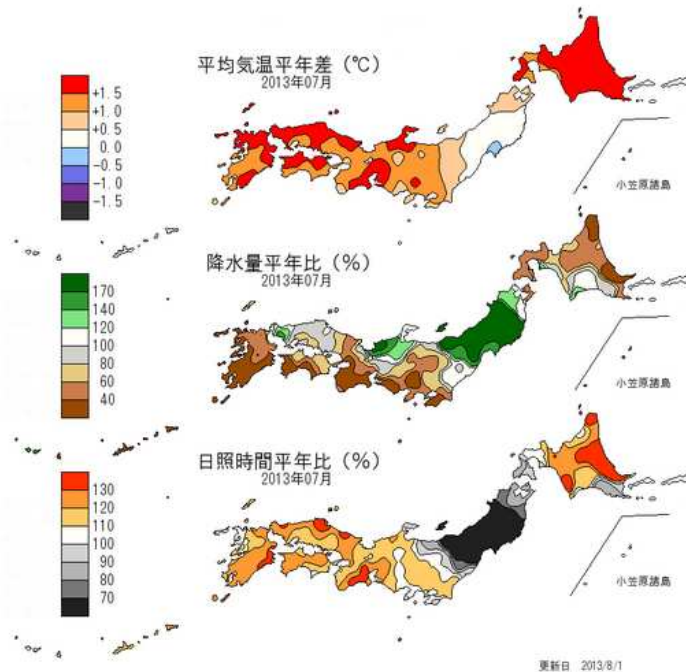 平均気温平年差(℃)
2013年07月
+1.5
+1.0
+0.5
0.0
-0.5
-1.0
-1.5
小笠原諸島
降水量平年比(%)
2013年07月
170
140
120
100
80
60
40
小笠原諸島
日照時間平年比(%)
2013年07月
130
120
110
100
90
80
70
小笠原諸島
更新日 2013/8/1